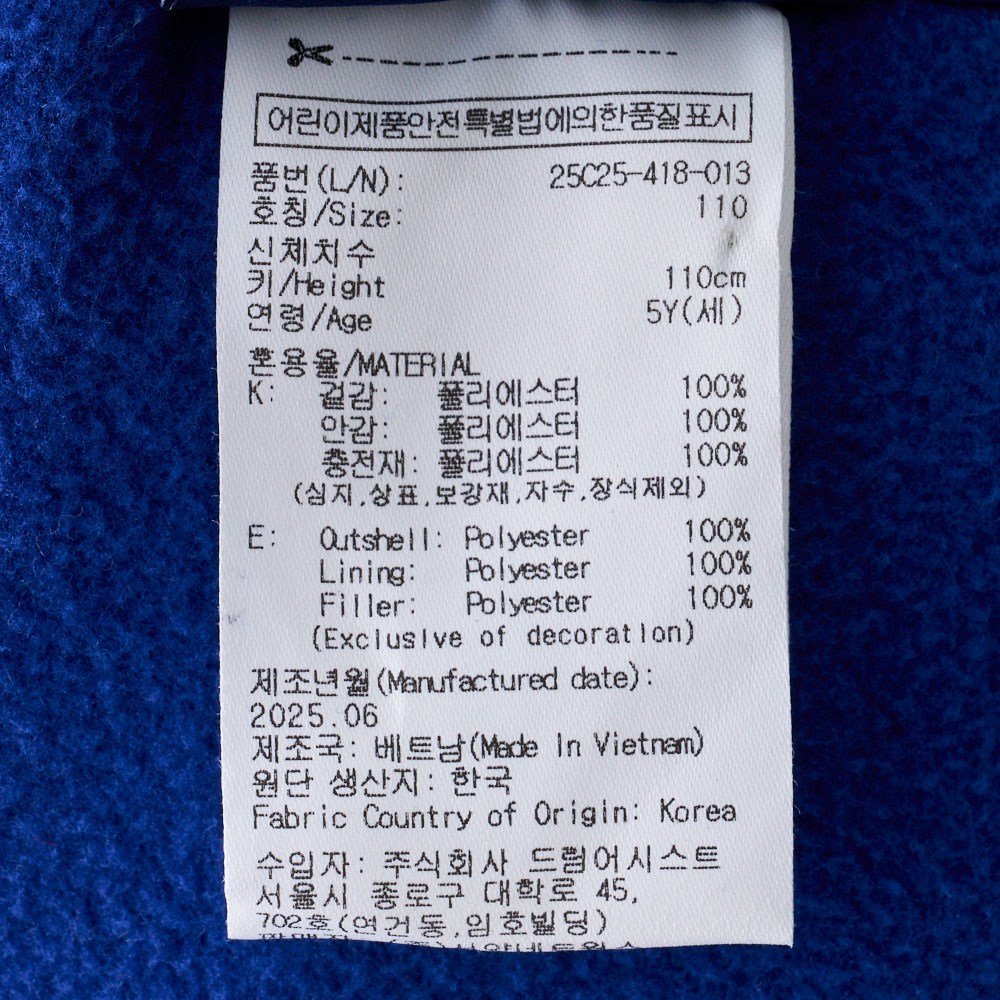 어린이제품안전특별법에의한품질표시
품번(L/N): 25C25-418-013
호칭/Size: 110
신체치수
키/Height 110cm
연령/Age 5Y(세)
혼용율/MATERIAL
K: 겉감: 폴리에스터 100%
안감: 폴리에스터 100%
충전재: 폴리에스터 100%
(심지,상표,보강재,자수,장식제외)
E: Outshell: Polyester 100%
Lining: Polyester 100%
Filler: Polyester 100%
(Exclusive of decoration)
제조년월(Manufactured date):
2025.06
제조국: 베트남(Made In Vietnam)
원단 생산지: 한국
Fabric Country of Origin: Korea
수입자: 주식회사 드림어시스트
서울시 종로구 대학로 45,
702호(연건동,임호빌딩)